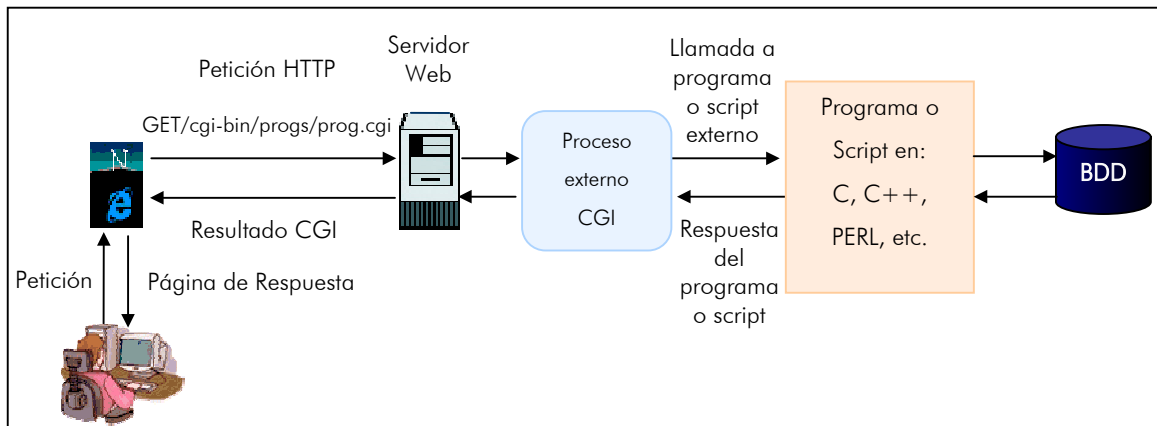 Petición HTTP
GET/cgi-bin/progs/prog.cgi
N
e
Resultado CGI
Petición
Página de Respuesta
Servidor
Web
Proceso
externo
CGI
Llamada a
programa
o script
externo
Respuesta
del
programa
o script
Programa o
Script en:
C, C++,
PERL, etc.
BDD